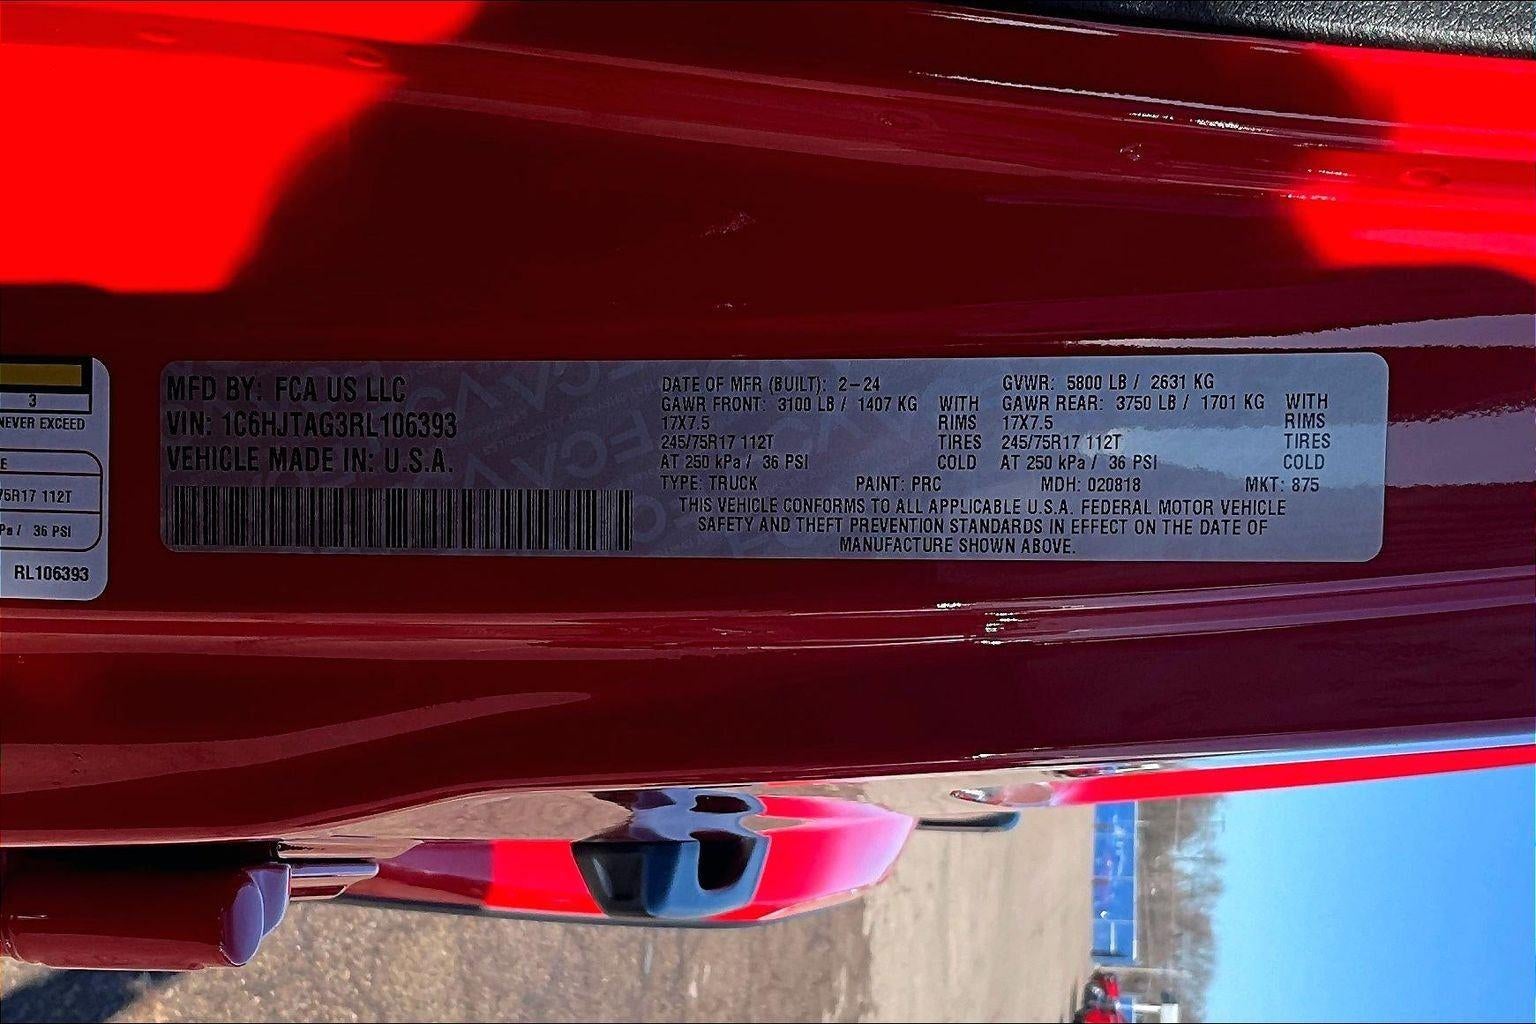 3
NEVER EXCEED
E
75R17 112T
Pa / 36 PSI
RL106393
MFD BY: FCA US LLC
VIN: 1C6HJTAG3RL106393
VEHICLE MADE IN: U.S.A.
DATE OF MFR (BUILT): 2-24 GVWR: 5800 LB / 2631 KG
GAWR FRONT: 3100 LB / 1407 KG WITH GAWR REAR: 3750 LB / 1701 KG WITH
17X7.5 RIMS 17X7.5 RIMS
245/75R17 112T TIRES 245/75R17 112T TIRES
AT 250 kPa / 36 PSI COLD AT 250 kPa / 36 PSI COLD
TYPE: TRUCK PAINT: PRC MDH: 020818 MKT: 875
THIS VEHICLE CONFORMS TO ALL APPLICABLE U.S.A. FEDERAL MOTOR VEHICLE
SAFETY AND THEFT PREVENTION STANDARDS IN EFFECT ON THE DATE OF
MANUFACTURE SHOWN ABOVE.